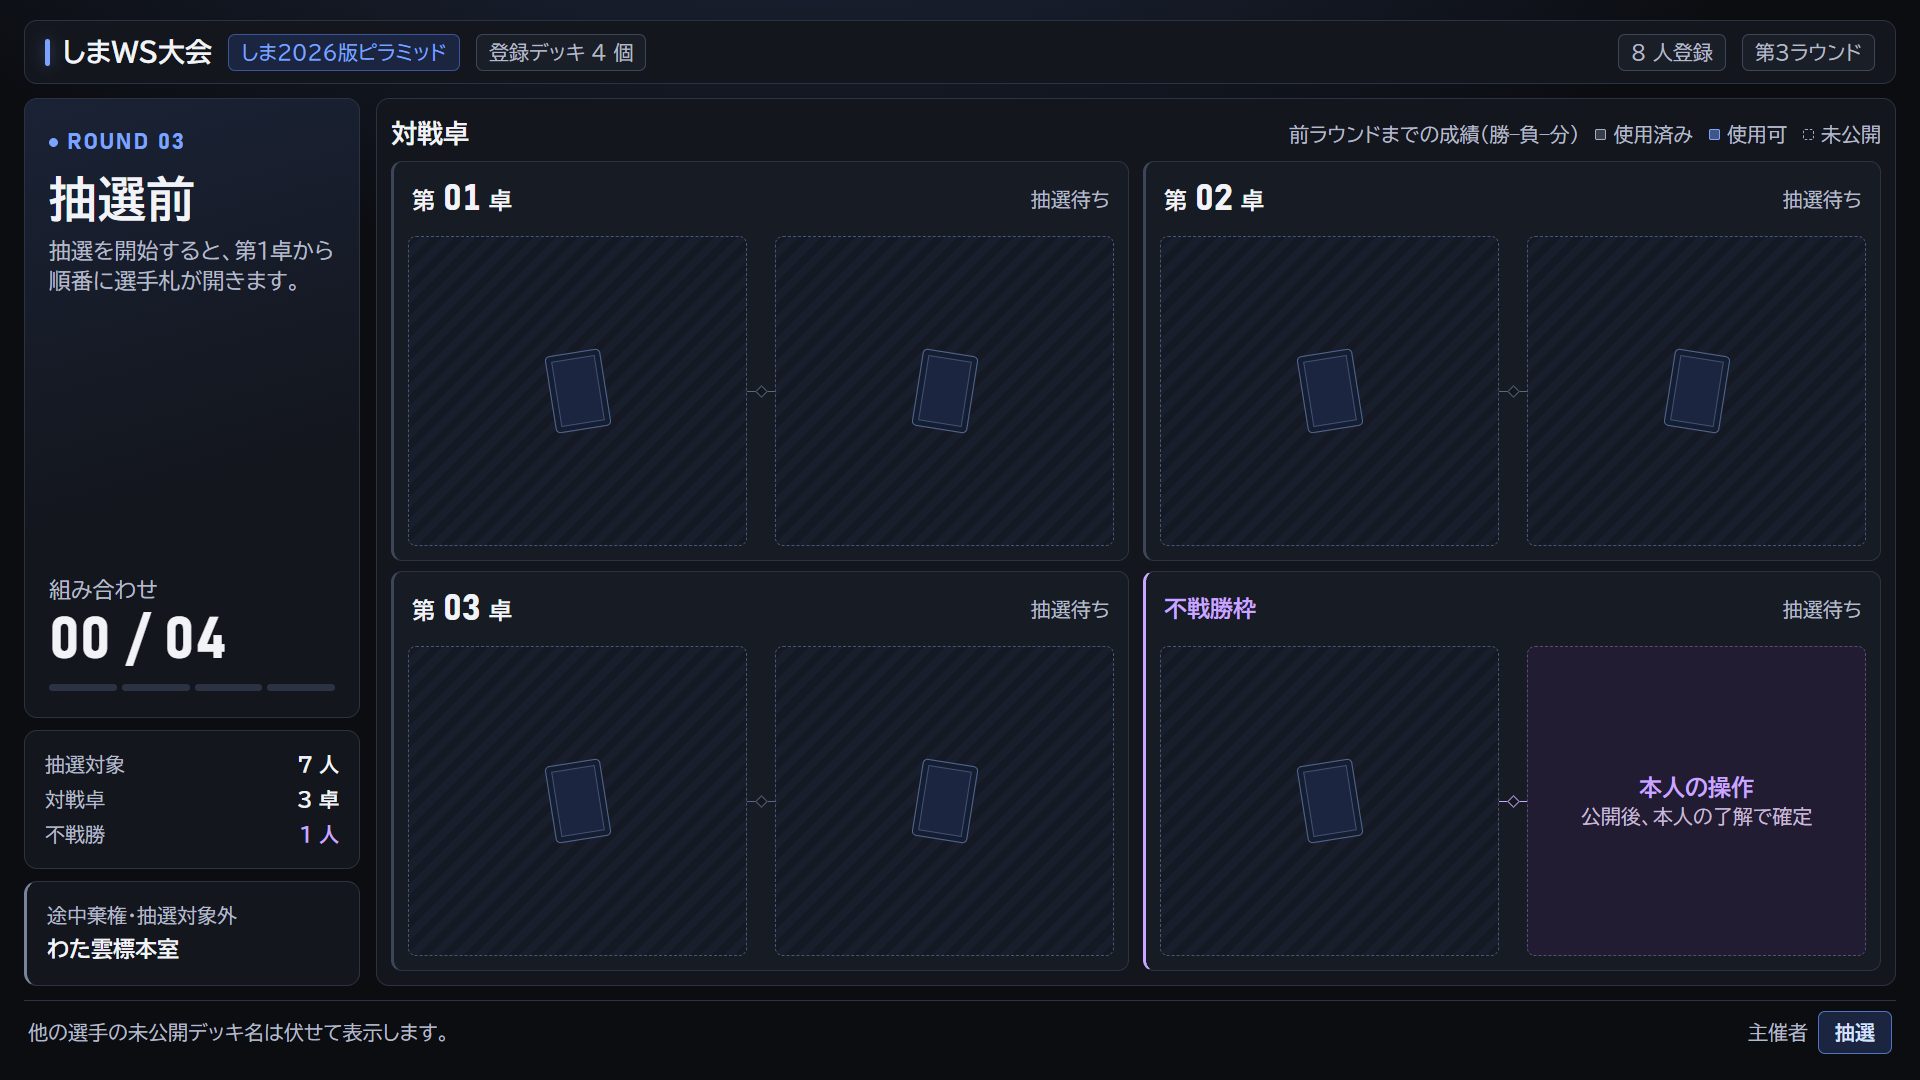 しまWS大会
しま2026版ピラミッド
登録デッキ 4 個
8 人登録
第3ラウンド
ROUND 03
抽選前
抽選を開始すると、第1卓から
順番に選手札が開きます。
組み合わせ
00 / 04
抽選対象 7 人
対戦卓 3 卓
不戦勝 1 人
途中棄権・抽選対象外
わた雲標本室
対戦卓
前ラウンドまでの成績(勝–負–分) 使用済み 使用可 未公開
第 01 卓 抽選待ち
第 02 卓 抽選待ち
第 03 卓 抽選待ち
不戦勝枠 抽選待ち
本人の操作
公開後、本人の了解で確定
他の選手の未公開デッキ名は伏せて表示します。
主催者 抽選